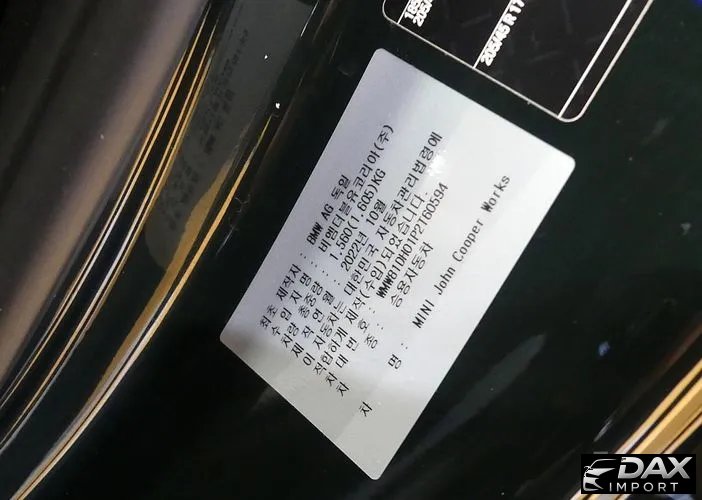 205/45 R 17
최초 제작자 : BMW AG 독일
수 입 자 : 비엠더블유코리아(주)
차량 총중량 : 1.560(1.605)KG
제 작 연 월 : 2022년 10월
이 자동차는 대한민국 자동차관리법령에
적합하게 제작(수입)되었습니다.
차 대 번 호 : WMW81DH01P2T60594
차 종 : 승용자동차
차 명 : MINI John Cooper Works
DAX
IMPORT